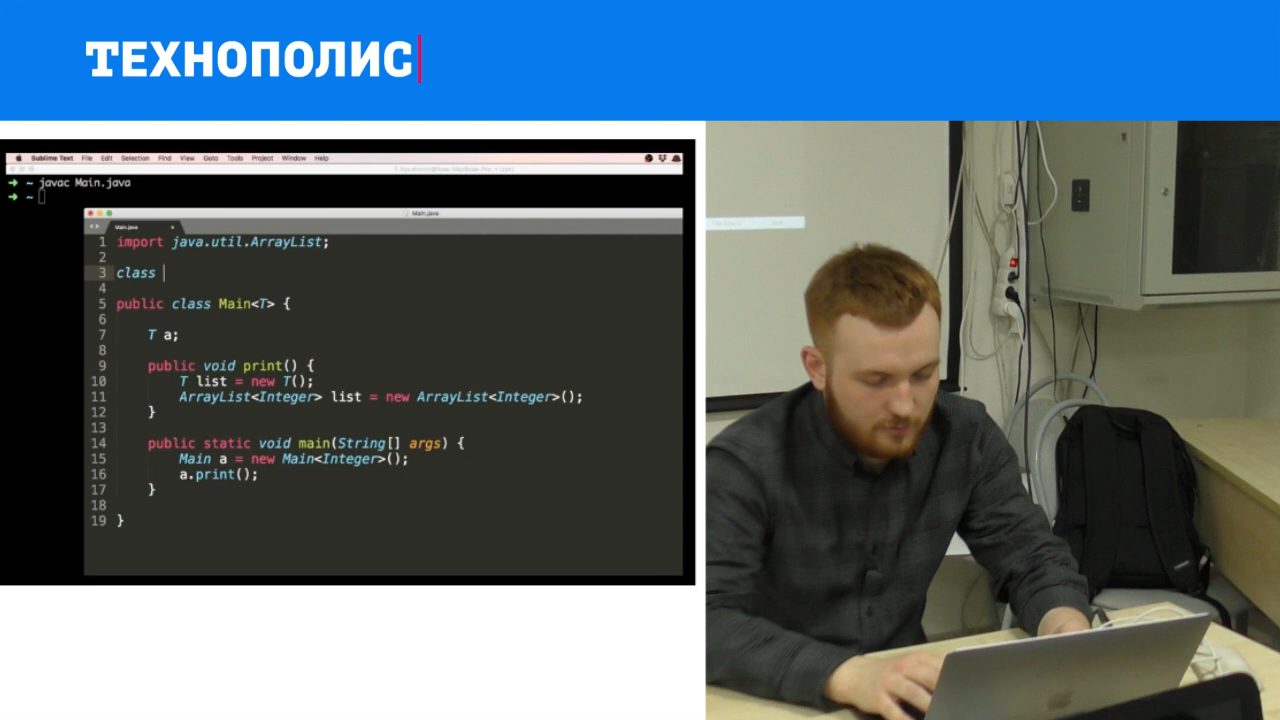 ТЕХНОПОЛИС
Sublime Text File Edit Selection Find View Goto Tools Project Window Help
➜ ~ javac Main.java
➜ ~
Main.java
Main.java
1 import java.util.ArrayList;
2
3 class
4
5 public class Main<T> {
6
7 T a;
8
9 public void print() {
10 T list = new T();
11 ArrayList<Integer> list = new ArrayList<Integer>();
12 }
13
14 public static void main(String[] args) {
15 Main a = new Main<Integer>();
16 a.print();
17 }
18
19 }